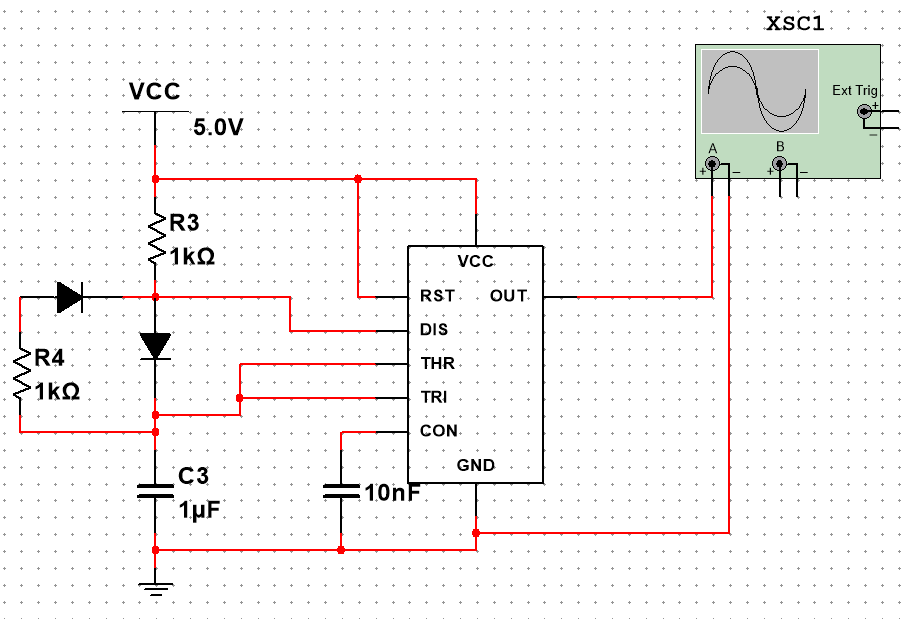 XSC1
VCC
5.0V
Ext Trig
+
−
A
B
+
−
+
−
R3
1kΩ
VCC
RST
OUT
DIS
R4
1kΩ
THR
TRI
CON
GND
C3
1µF
10nF